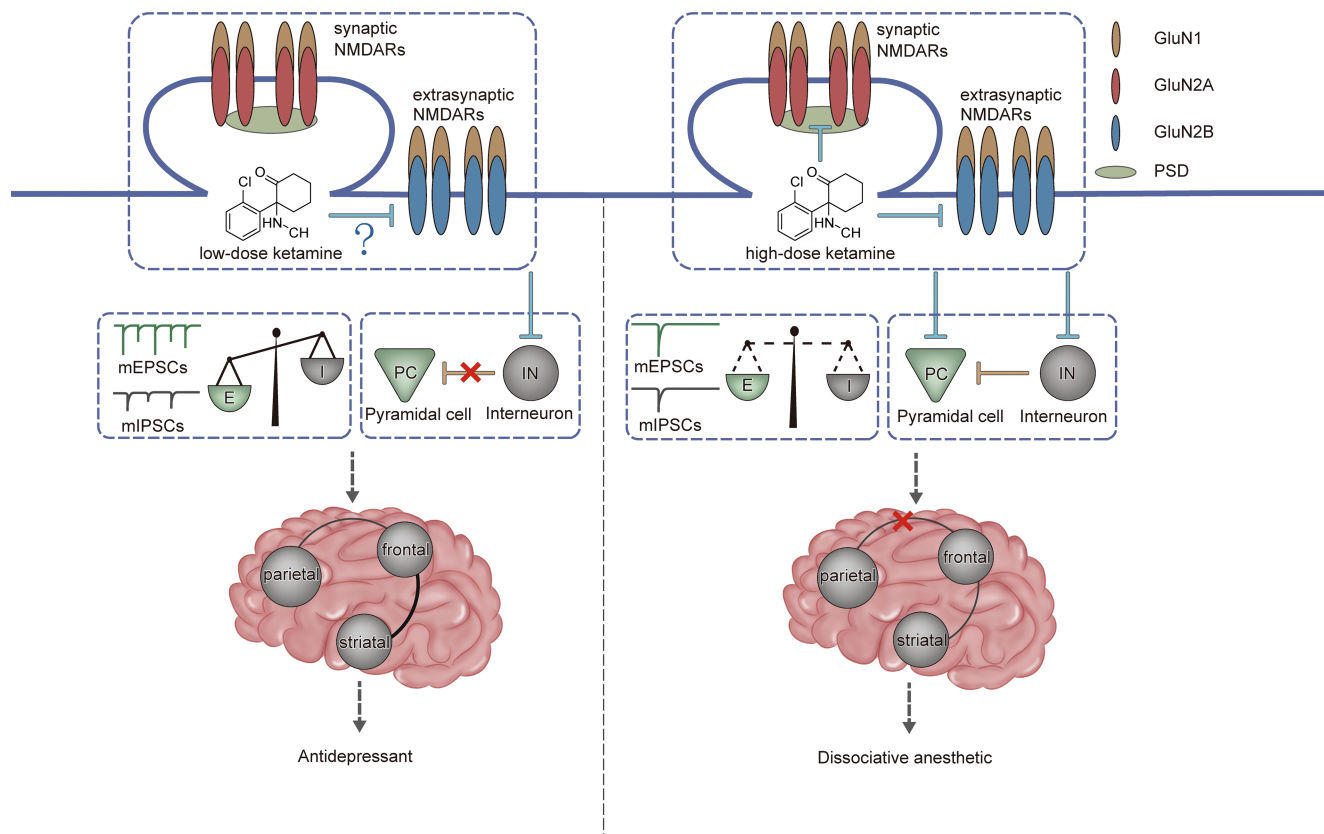 synaptic
NMDARs
extrasynaptic
NMDARs
Cl
O
HN
CH
?
low-dose ketamine
synaptic
NMDARs
extrasynaptic
NMDARs
Cl
O
HN
CH
high-dose ketamine
GluN1
GluN2A
GluN2B
PSD
mEPSCs
mIPSCs
E
I
PC
IN
Pyramidal cell
Interneuron
mEPSCs
mIPSCs
E
I
PC
IN
Pyramidal cell
Interneuron
parietal
frontal
striatal
parietal
frontal
striatal
Antidepressant
Dissociative anesthetic